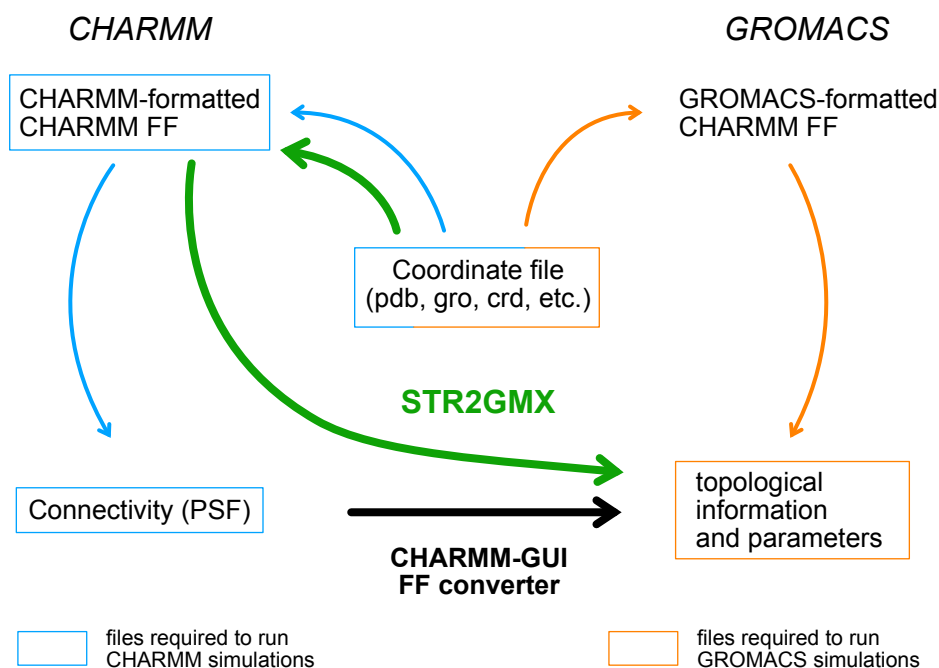 CHARMM
GROMACS
CHARMM-formatted
CHARMM FF
GROMACS-formatted
CHARMM FF
Coordinate file
(pdb, gro, crd, etc.)
STR2GMX
Connectivity (PSF)
topological
information
and parameters
CHARMM-GUI
FF converter
files required to run
CHARMM simulations
files required to run
GROMACS simulations